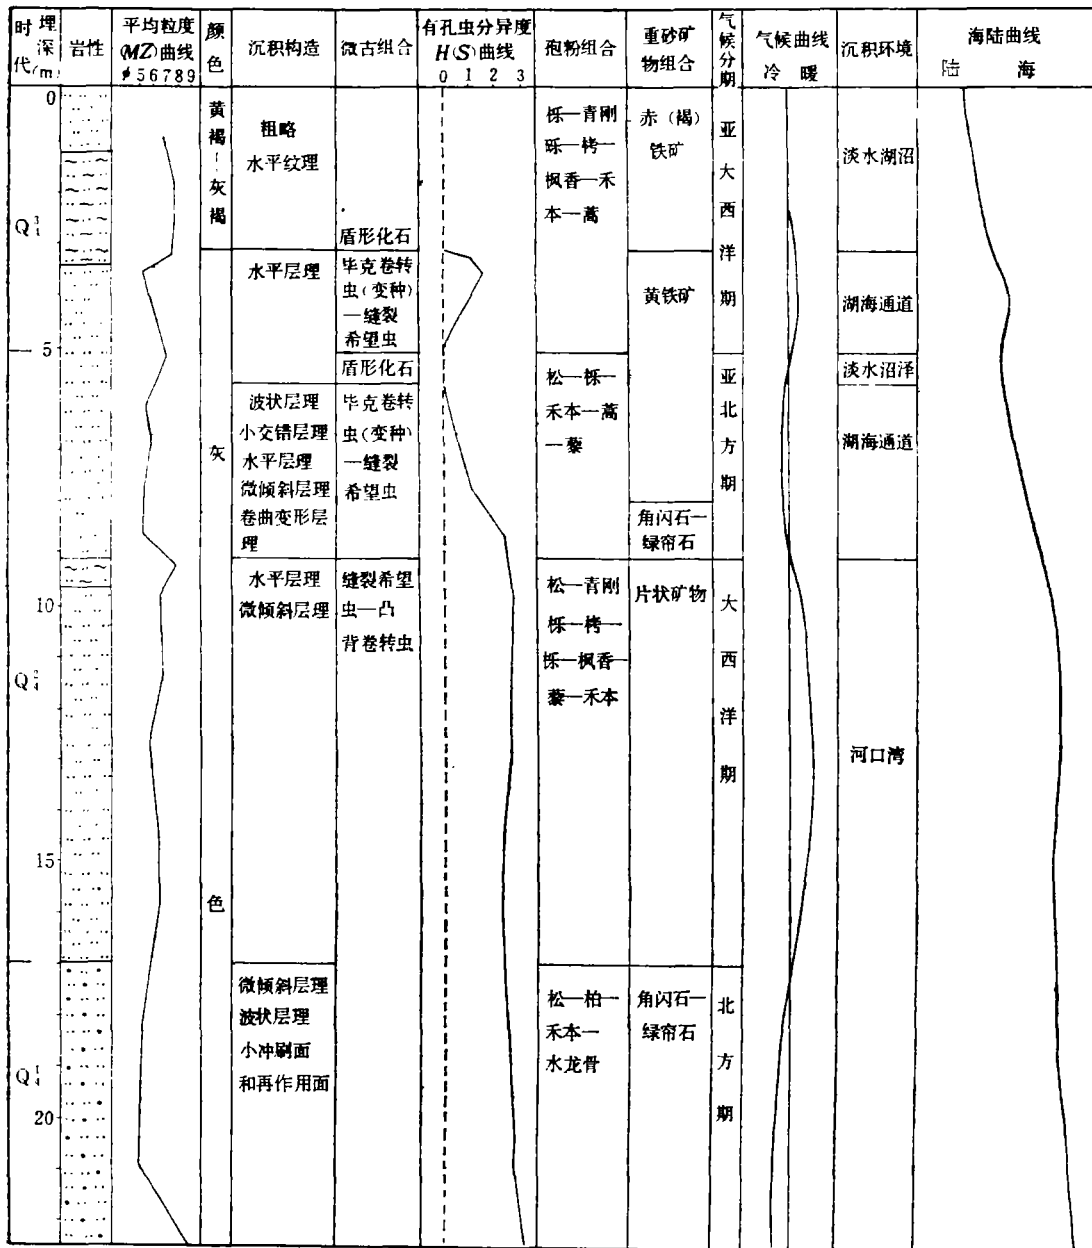 时代
埋深(m)
岩性
平均粒度
(MZ)曲线
φ 5 6 7 8 9
颜色
沉积构造
微古组合
有孔虫分异度
H(S)曲线
0 1 2 3
孢粉组合
重砂矿
物组合
气候分期
气候曲线
冷 暖
沉积环境
海陆曲线
陆 海
0
5
10
15
20
Q³₄
Q²₄
Q¹₄
黄褐-灰褐
灰
色
粗略
水平纹理
水平层理
波状层理
小交错层理
水平层理
微倾斜层理
卷曲变形层
理
水平层理
微倾斜层理
微倾斜层理
波状层理
小冲刷面
和再作用面
盾形化石
毕克卷转
虫(变种)
—缝裂
希望虫
盾形化石
毕克卷转
虫(变种)
—缝裂
希望虫
缝裂希望
虫—凸
背卷转虫
栎—青刚
砾—栲—
枫香—禾
本—蒿
松—栎—
禾本—蒿
—藜
松—青刚
栎—栲—
栎—枫香—
藜—禾本
松—柏—
禾本—
水龙骨
赤(褐)
铁矿
黄铁矿
角闪石—
绿帘石
片状矿物
角闪石—
绿帘石
亚大西洋期
亚北方期
大西洋期
北方期
淡水湖沼
湖海通道
淡水沼泽
湖海通道
河口湾